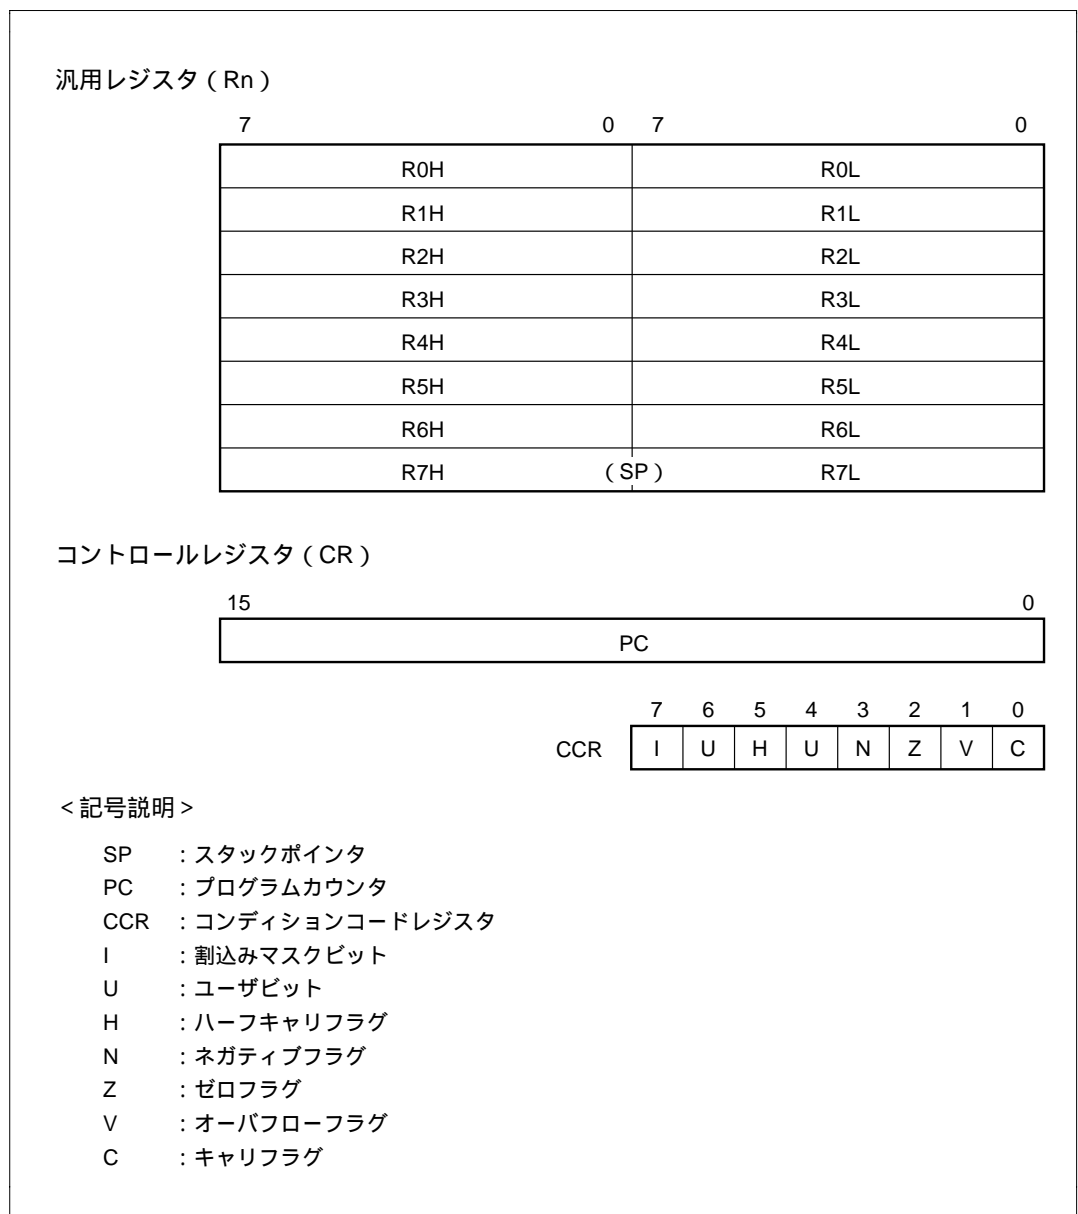 汎用レジスタ（Rn）
7 0 7 0
R0H R0L
R1H R1L
R2H R2L
R3H R3L
R4H R4L
R5H R5L
R6H R6L
R7H （SP） R7L
コントロールレジスタ（CR）
15 0
PC
7 6 5 4 3 2 1 0
CCR I U H U N Z V C
＜記号説明＞
SP ：スタックポインタ
PC ：プログラムカウンタ
CCR ：コンディションコードレジスタ
I ：割込みマスクビット
U ：ユーザビット
H ：ハーフキャリフラグ
N ：ネガティブフラグ
Z ：ゼロフラグ
V ：オーバフローフラグ
C ：キャリフラグ